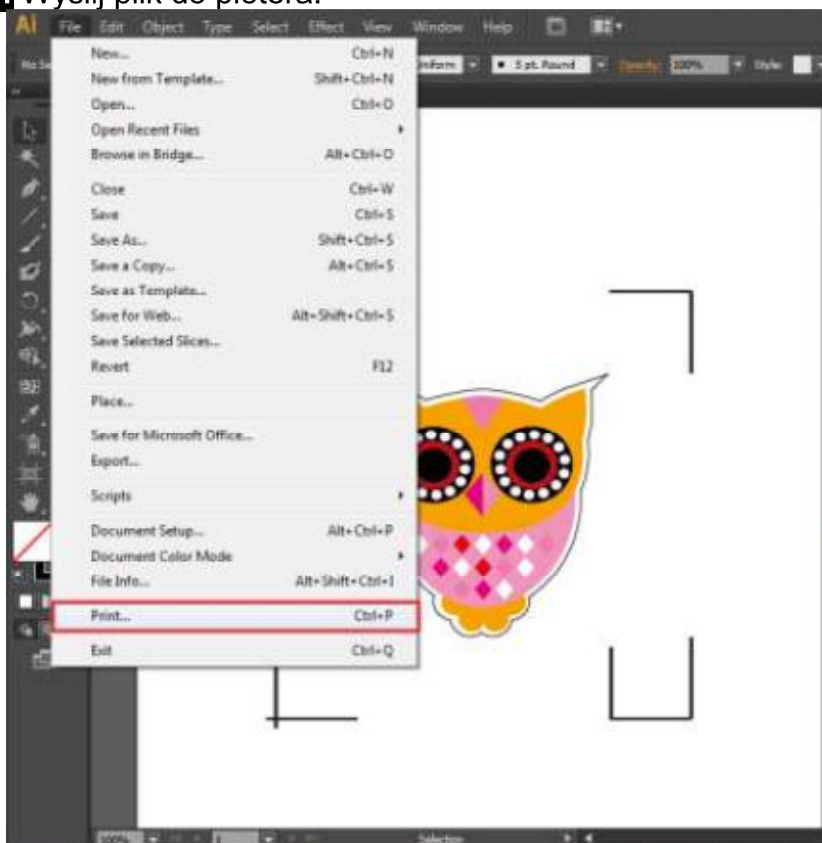 Wyślij plik do plotera.
Ai File Edit Object Type Select Effect View Window Help
Uniform 5 pt. Round Opacity: 100% Style:
New... Ctrl+N
New from Template... Shift+Ctrl+N
Open... Ctrl+O
Open Recent Files
Browse in Bridge... Alt+Ctrl+O
Close Ctrl+W
Save Ctrl+S
Save As... Shift+Ctrl+S
Save a Copy... Alt+Ctrl+S
Save as Template...
Save for Web... Alt+Shift+Ctrl+S
Save Selected Slices...
Revert F12
Place...
Save for Microsoft Office...
Export...
Scripts
Document Setup... Alt+Ctrl+P
Document Color Mode
File Info... Alt+Shift+Ctrl+I
Print... Ctrl+P
Exit Ctrl+Q
100% 1 Selection